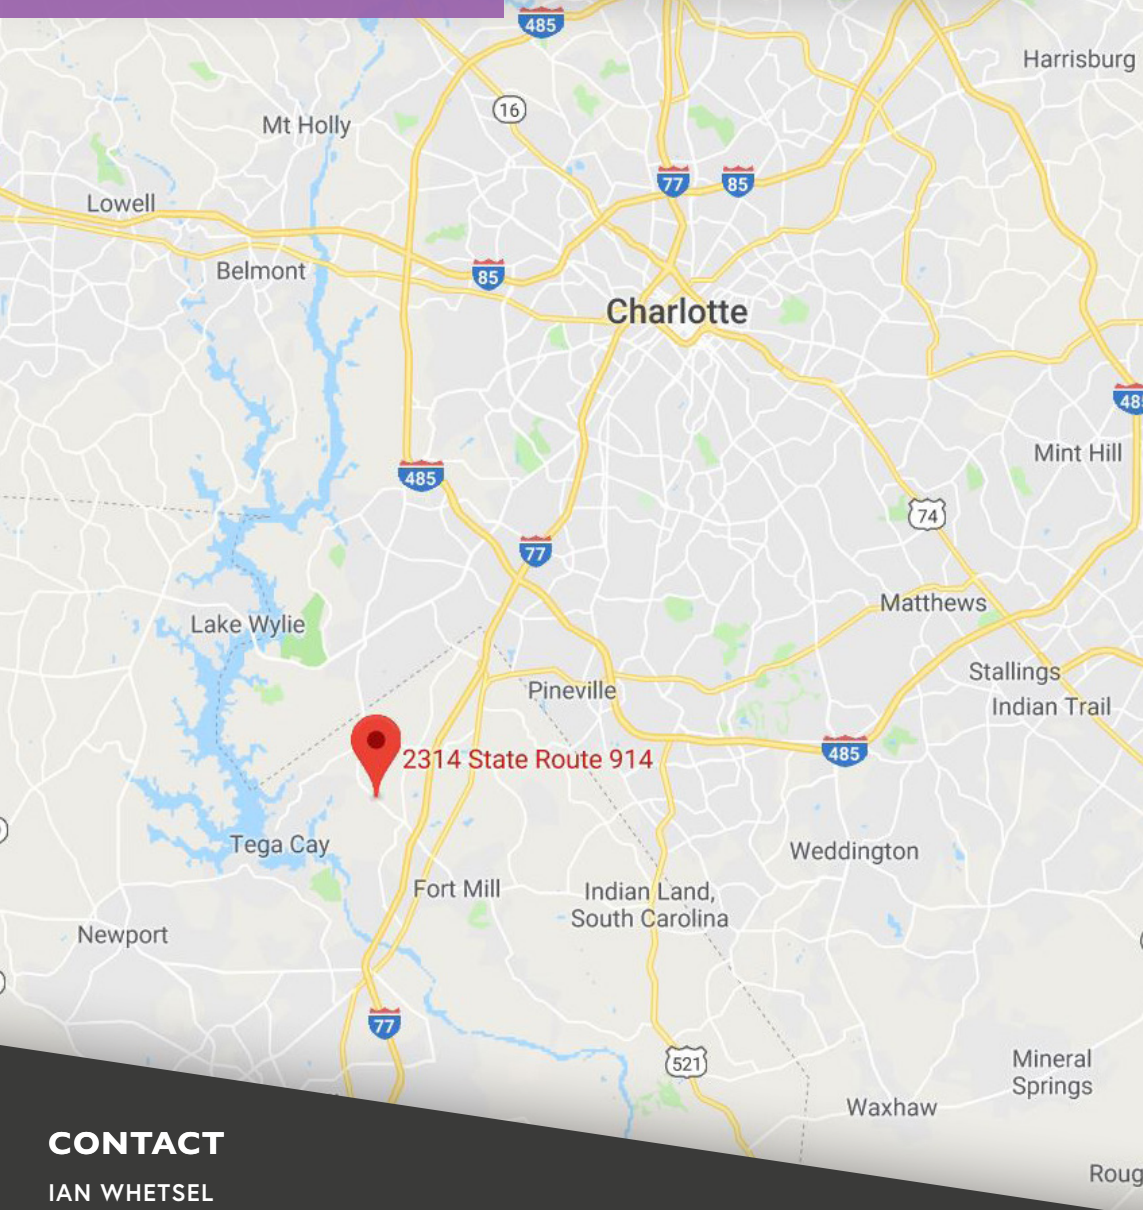 485
Harrisburg
16
Mt Holly
77
85
Lowell
Belmont
85
Charlotte
48
Mint Hill
485
74
77
Matthews
Lake Wylie
Stallings
Pineville
Indian Trail
485
2314 State Route 914
Tega Cay
Weddington
Fort Mill
Indian Land,
South Carolina
Newport
77
521
Mineral
Springs
Waxhaw
Roug
CONTACT
IAN WHETSEL